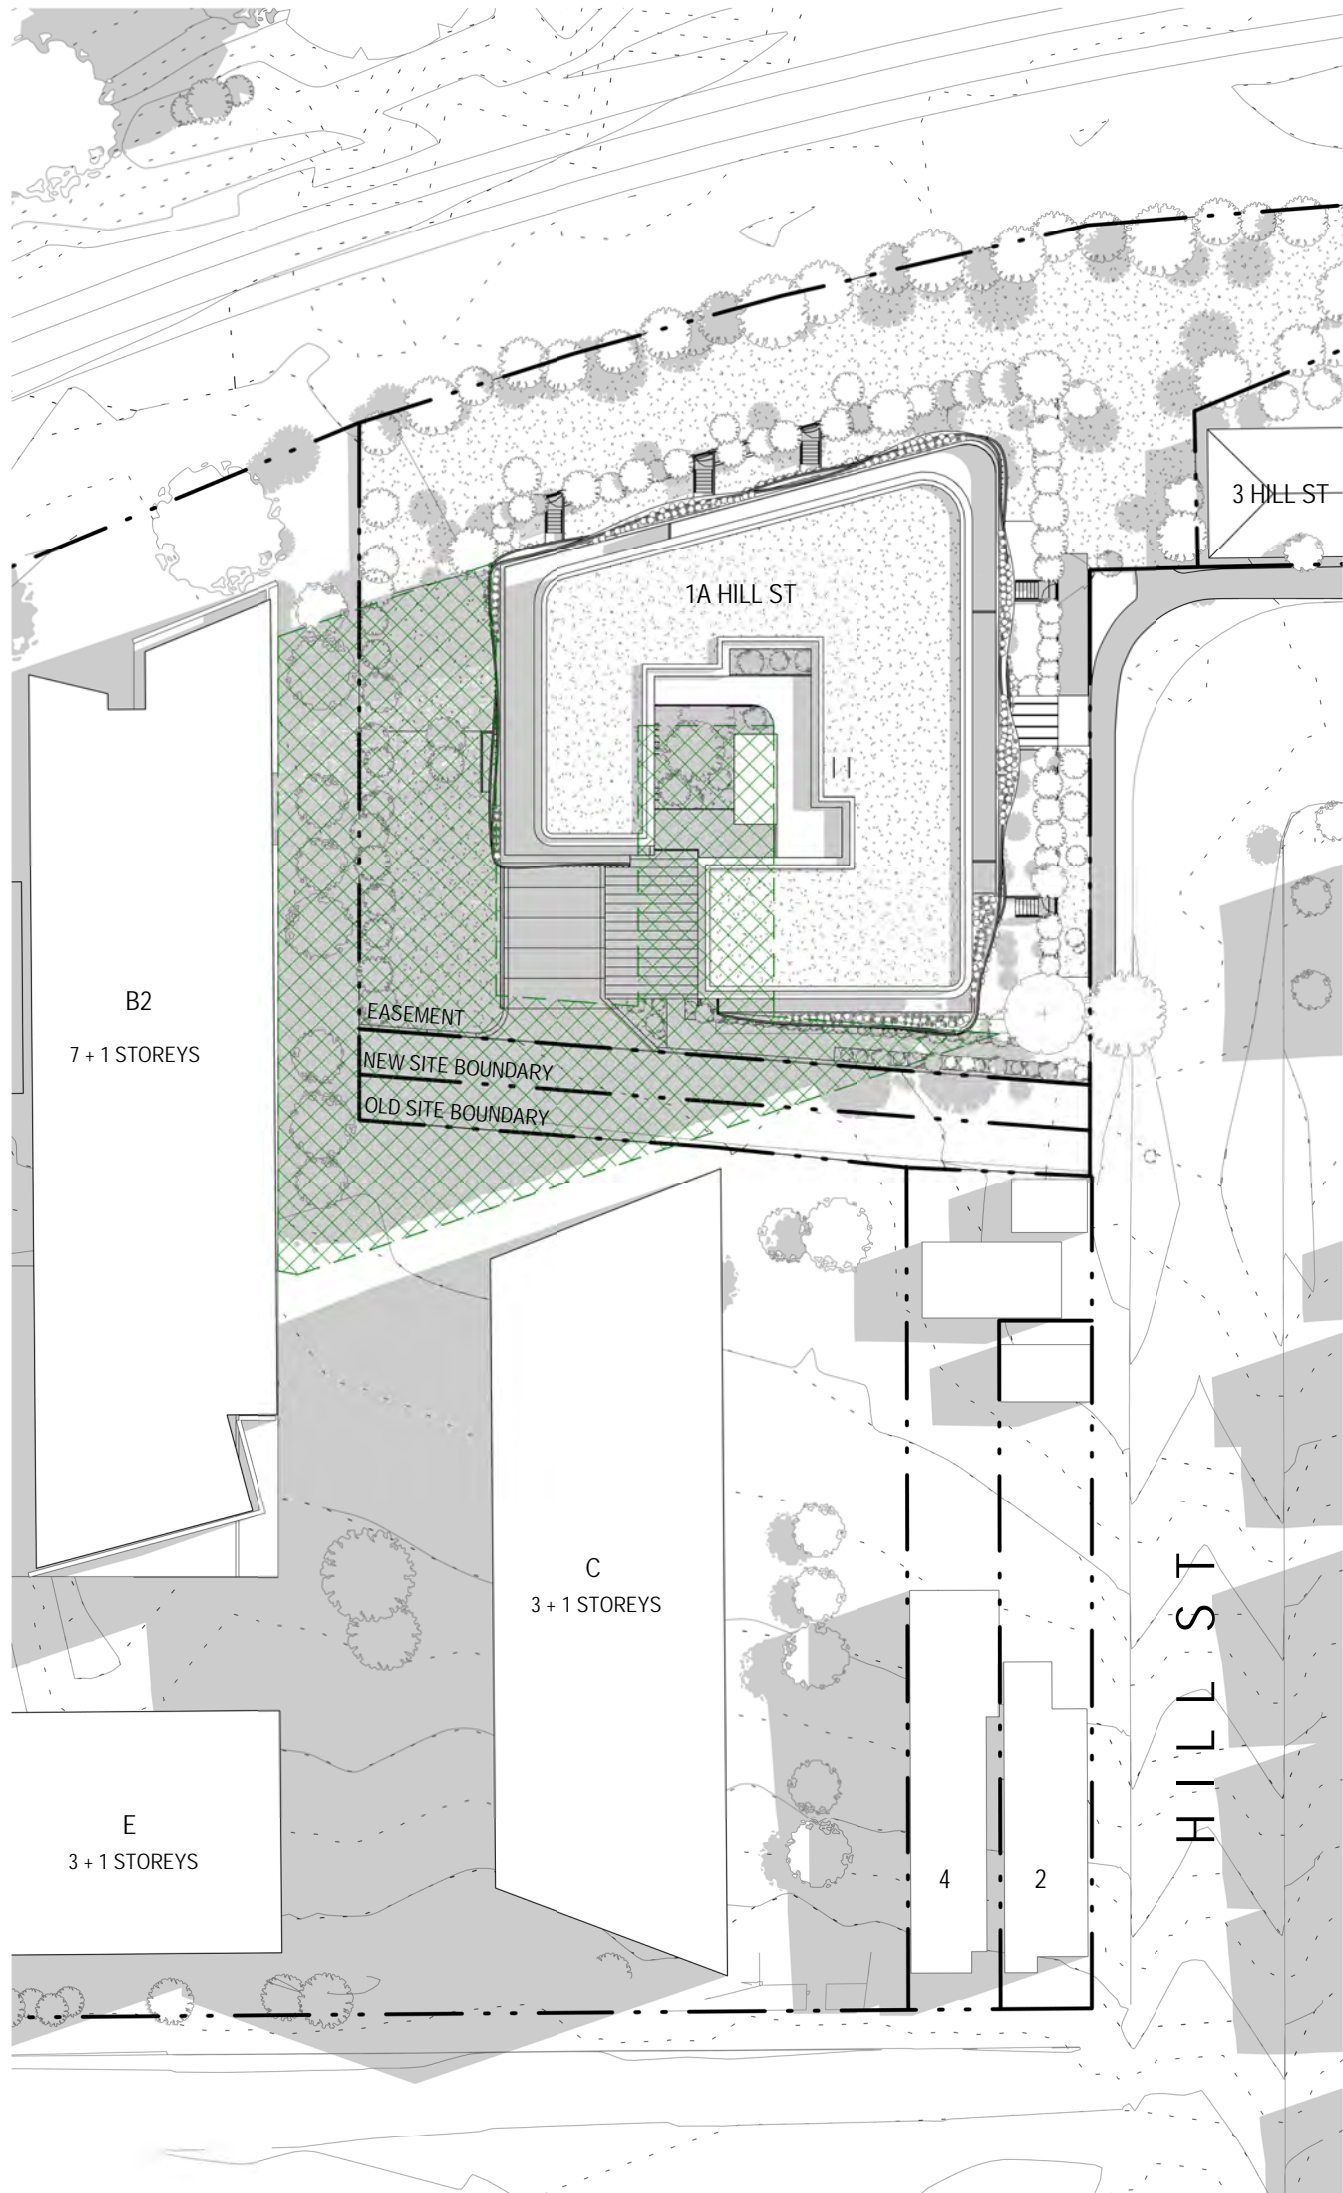 3 HILL ST
1A HILL ST
B2
7 + 1 STOREYS
EASEMENT
NEW SITE BOUNDARY
OLD SITE BOUNDARY
C
3 + 1 STOREYS
HILL ST
E
3 + 1 STOREYS
4
2